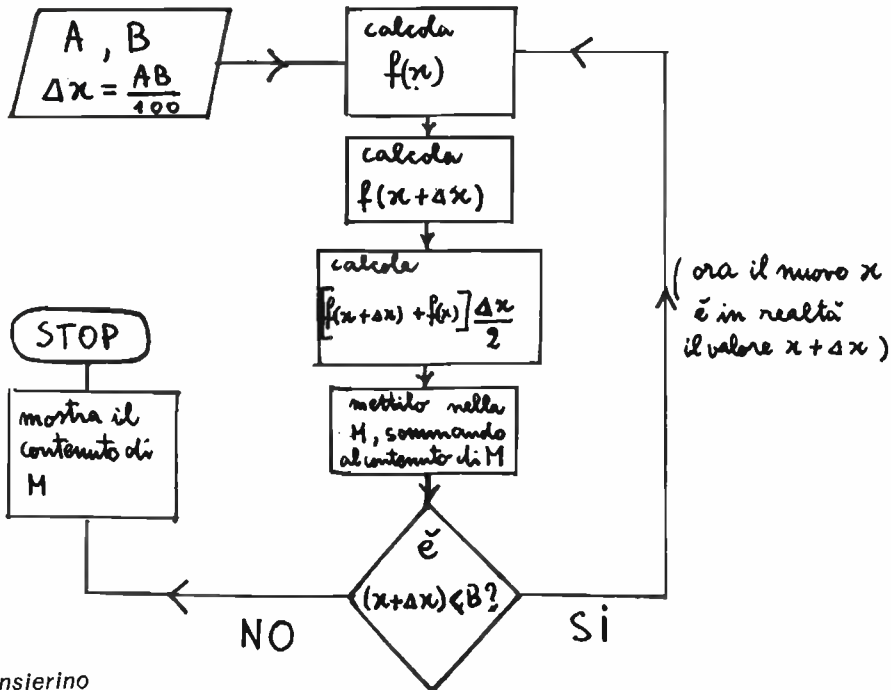 A , B
Δx = AB/100
calcola
f(x)
calcola
f(x+Δx)
calcola
[f(x+Δx) + f(x)] Δx/2
mettilo nella
M, sommando
al contenuto di M
è
(x+Δx)≤B?
SÌ
(ora il nuovo x
è in realtà
il valore x+Δx)
NO
mostra il
contenuto di
M
STOP
nsierino